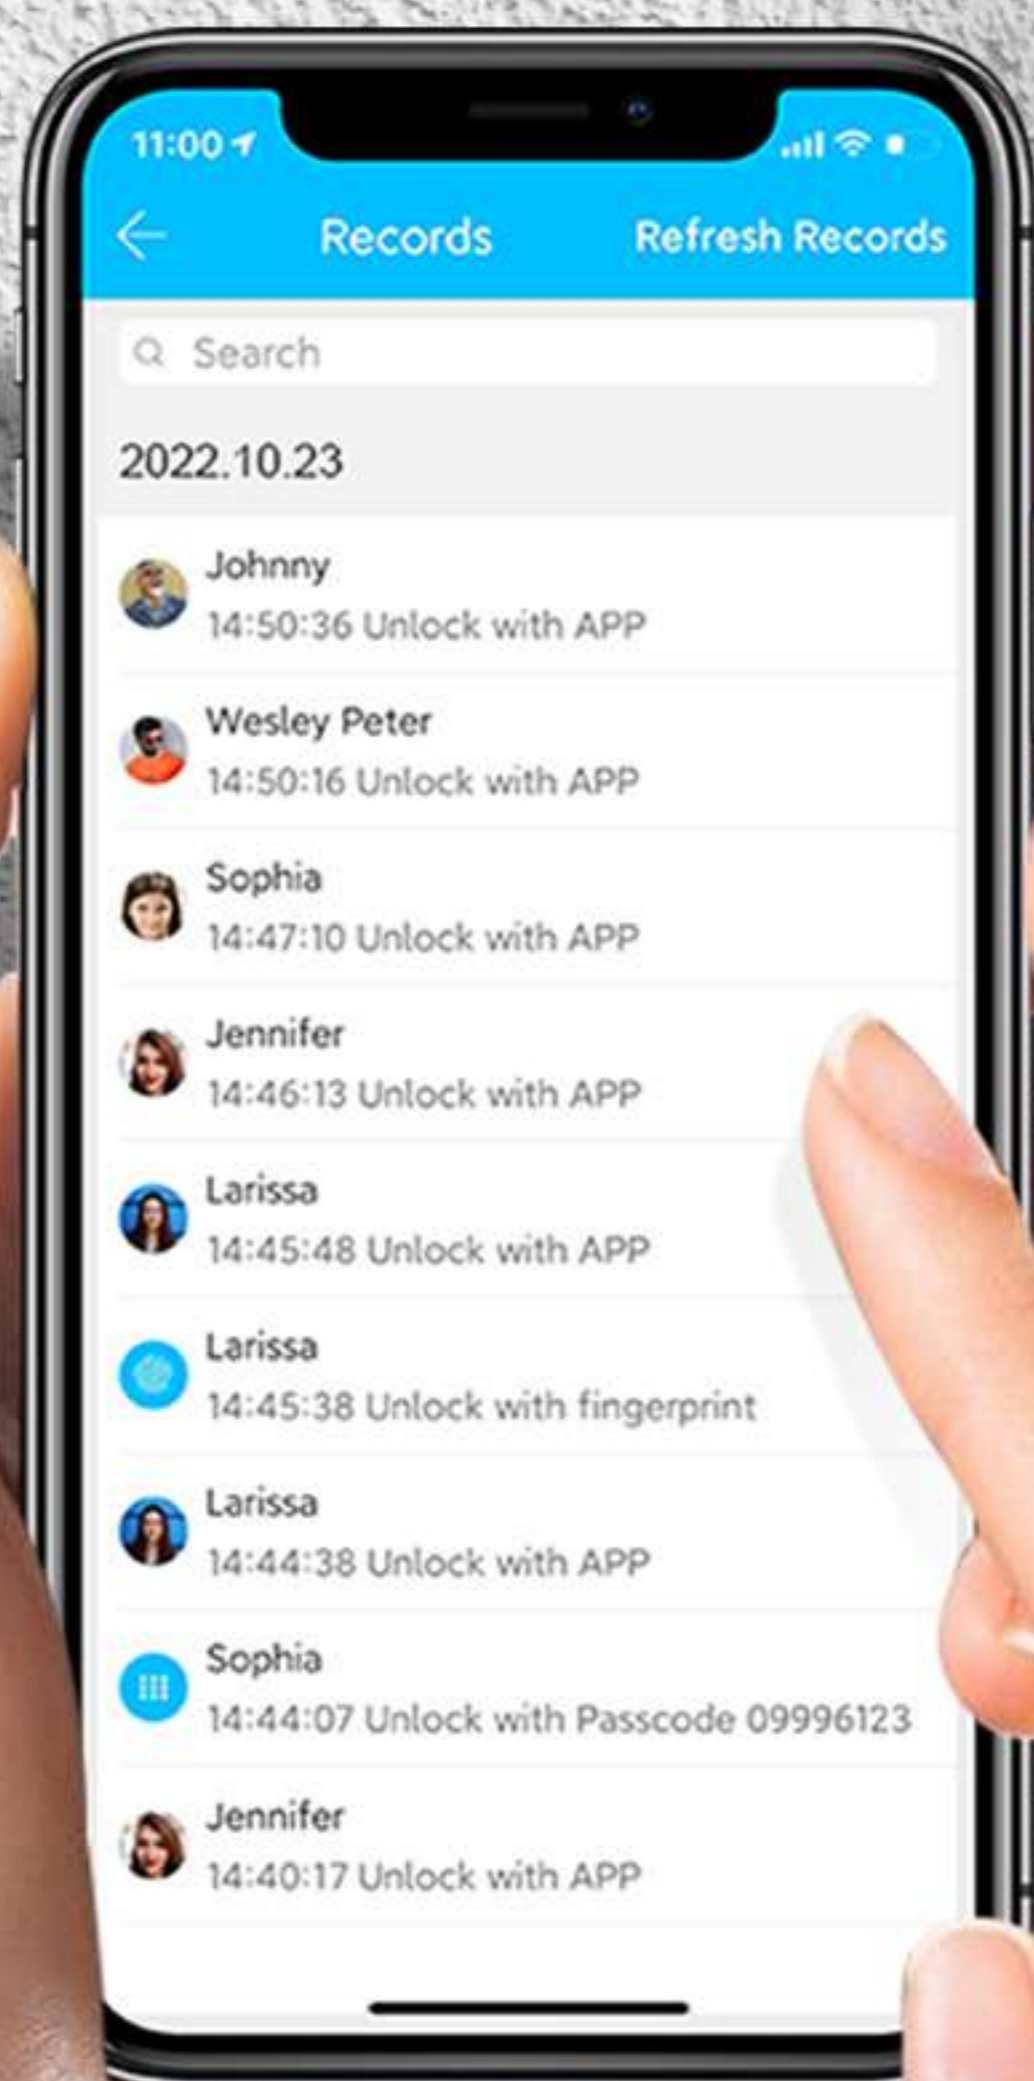 11:00
Records
Refresh Records
Search
2022.10.23
Johnny
14:50:36 Unlock with APP
Wesley Peter
14:50:16 Unlock with APP
Sophia
14:47:10 Unlock with APP
Jennifer
14:46:13 Unlock with APP
Larissa
14:45:48 Unlock with APP
Larissa
14:45:38 Unlock with fingerprint
Larissa
14:44:38 Unlock with APP
Sophia
14:44:07 Unlock with Passcode 09996123
Jennifer
14:40:17 Unlock with APP